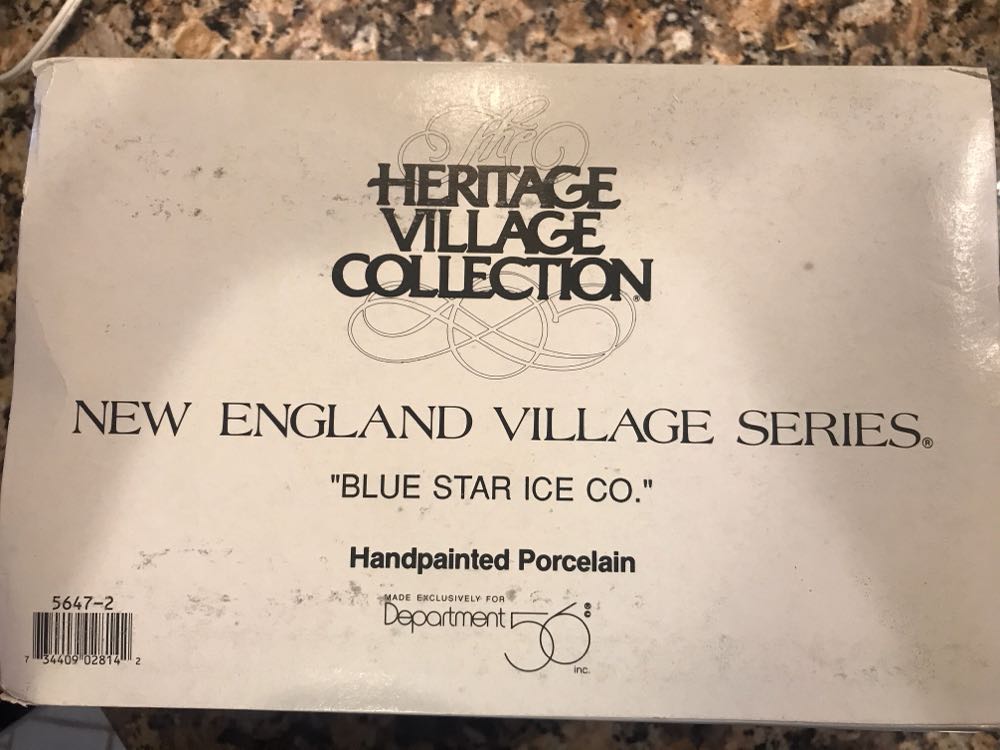 The
HERITAGE
VILLAGE
COLLECTION®
NEW ENGLAND VILLAGE SERIES®
"BLUE STAR ICE CO."
Handpainted Porcelain
MADE EXCLUSIVELY FOR
Department 56®©
inc.
5647-2
7 34409 02814 2